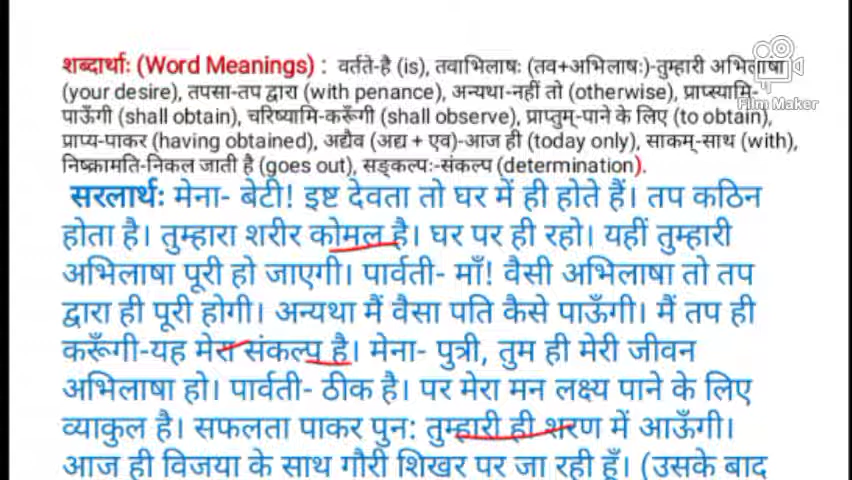 शब्दार्थाः (Word Meanings) : वर्तते-है (is), तवाभिलाषः (तव+अभिलाषः)-तुम्हारी अभिलाषा
(your desire), तपसा-तप द्वारा (with penance), अन्यथा-नहीं तो (otherwise), प्राप्स्यामि-
पाऊँगी (shall obtain), चरिष्यामि-करूँगी (shall observe), प्राप्तुम्-पाने के लिए (to obtain),
प्राप्य-पाकर (having obtained), अद्यैव (अद्य + एव)-आज ही (today only), साकम्-साथ (with),
निष्क्रामति-निकल जाती है (goes out), सङ्कल्पः-संकल्प (determination).
सरलार्थः मेना- बेटी! इष्ट देवता तो घर में ही होते हैं। तप कठिन
होता है। तुम्हारा शरीर कोमल है। घर पर ही रहो। यहीं तुम्हारी
अभिलाषा पूरी हो जाएगी। पार्वती- माँ! वैसी अभिलाषा तो तप
द्वारा ही पूरी होगी। अन्यथा मैं वैसा पति कैसे पाऊँगी। मैं तप ही
करूँगी-यह मेरा संकल्प है। मेना- पुत्री, तुम ही मेरी जीवन
अभिलाषा हो। पार्वती- ठीक है। पर मेरा मन लक्ष्य पाने के लिए
व्याकुल है। सफलता पाकर पुन: तुम्हारी ही शरण में आऊँगी।
आज ही विजया के साथ गौरी शिखर पर जा रही हूँ। (उसके बाद
Film Maker